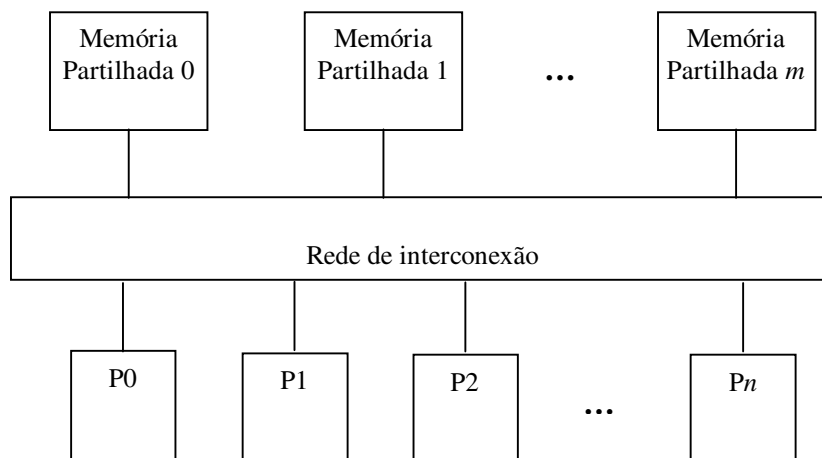 Memória
Partilhada 0
Memória
Partilhada 1
...
Memória
Partilhada m
Rede de interconexão
P0
P1
P2
...
Pn